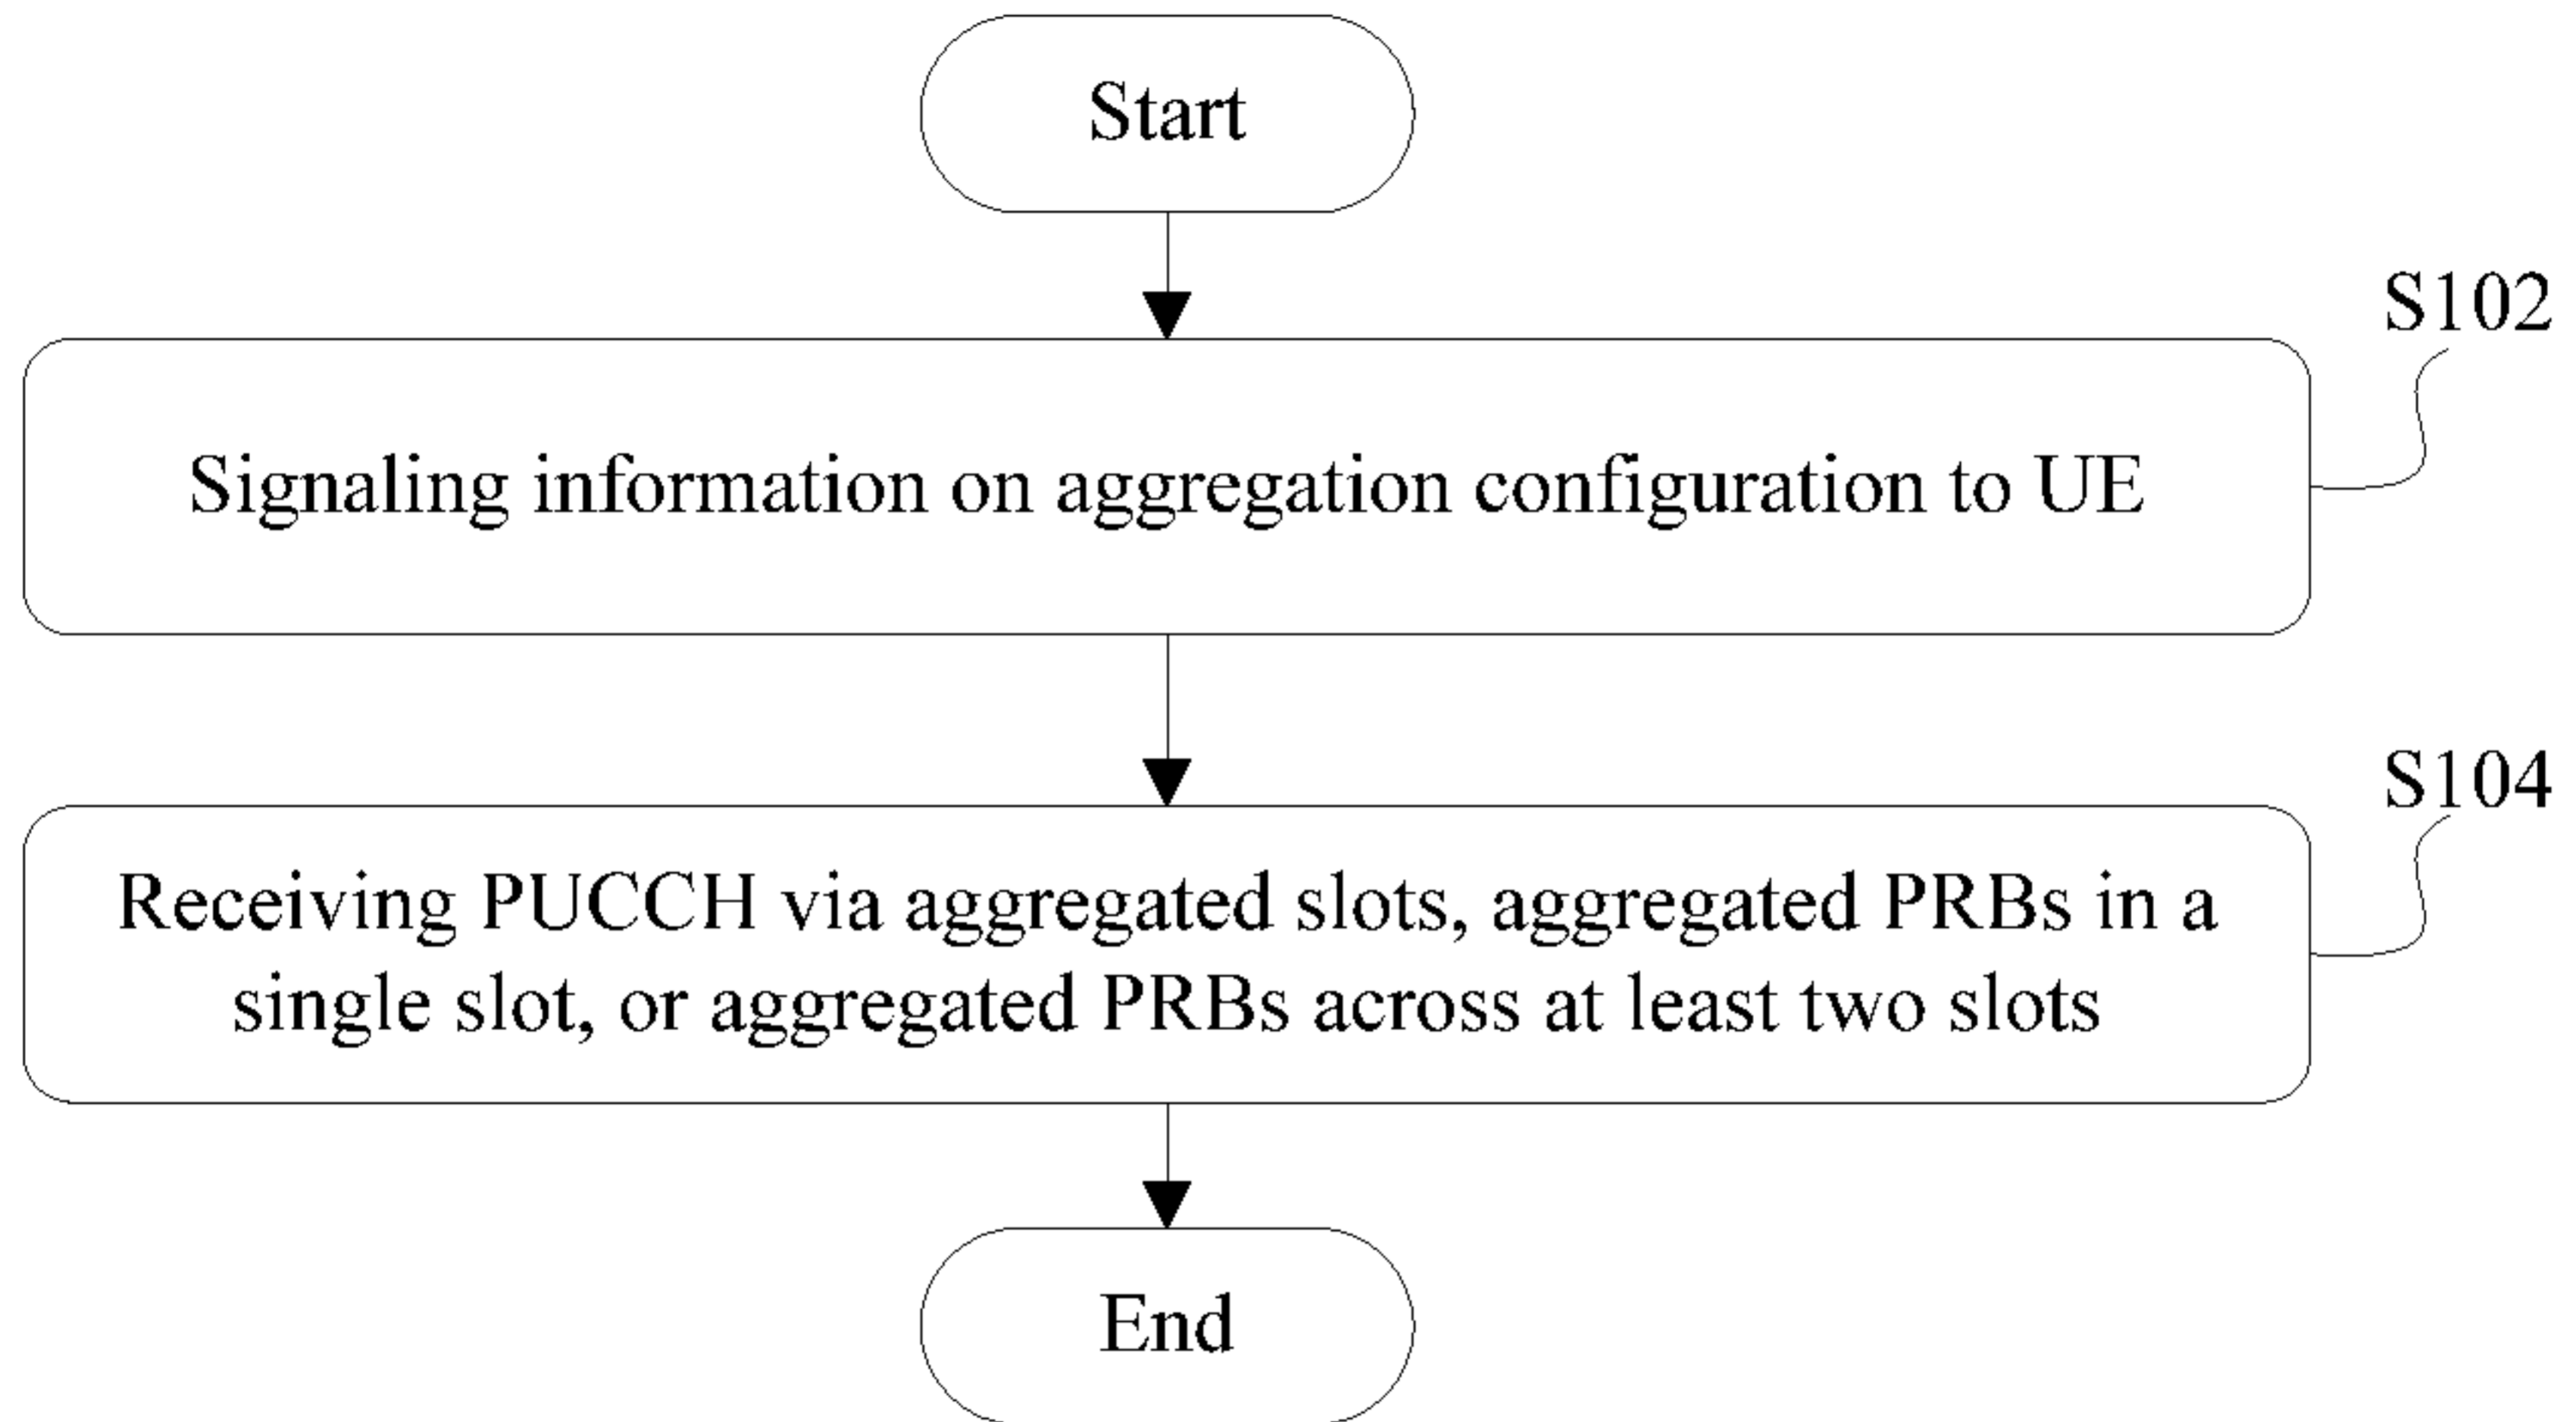 Start
S102
Signaling information on aggregation configuration to UE
S104
Receiving PUCCH via aggregated slots, aggregated PRBs in a
single slot, or aggregated PRBs across at least two slots
End